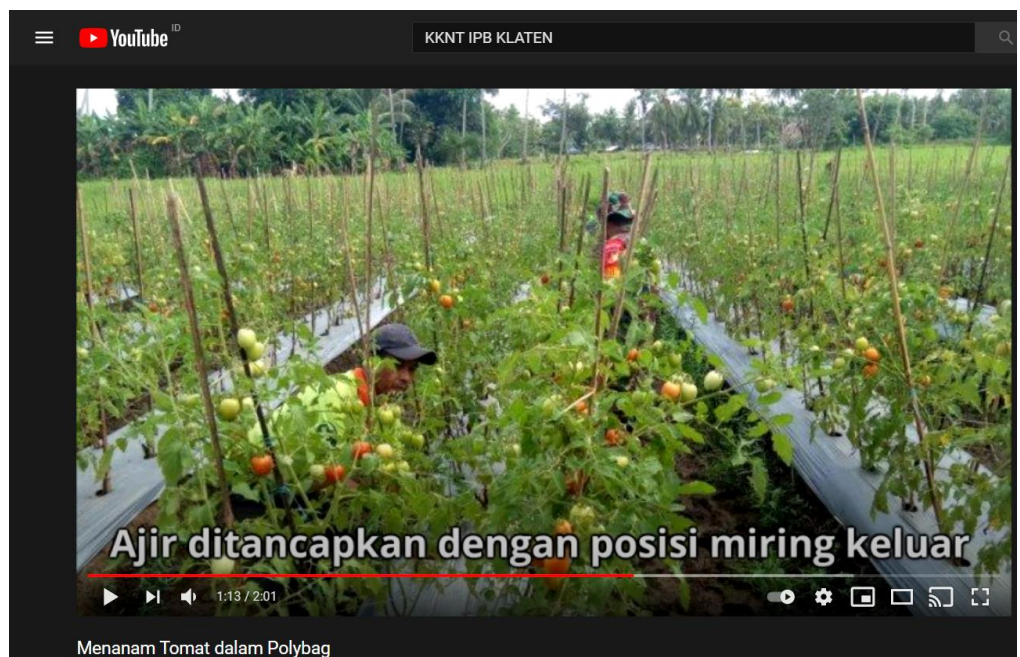 YouTube ID
KKNT IPB KLATEN
Ajir ditancapkan dengan posisi miring keluar
1:13 / 2:01
Menanam Tomat dalam Polybag